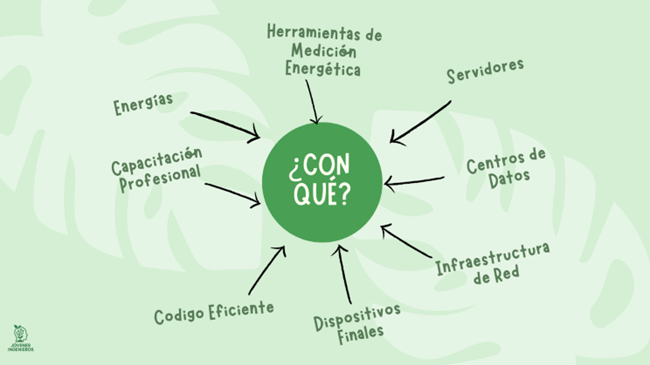 Herramientas de
Medición
Energética
Servidores
Energías
¿CON
QUÉ?
Capacitación
Profesional
Centros de
Datos
Infraestructura
de Red
Codigo Eficiente
Dispositivos
Finales
JÓVENES
INGENIEROS